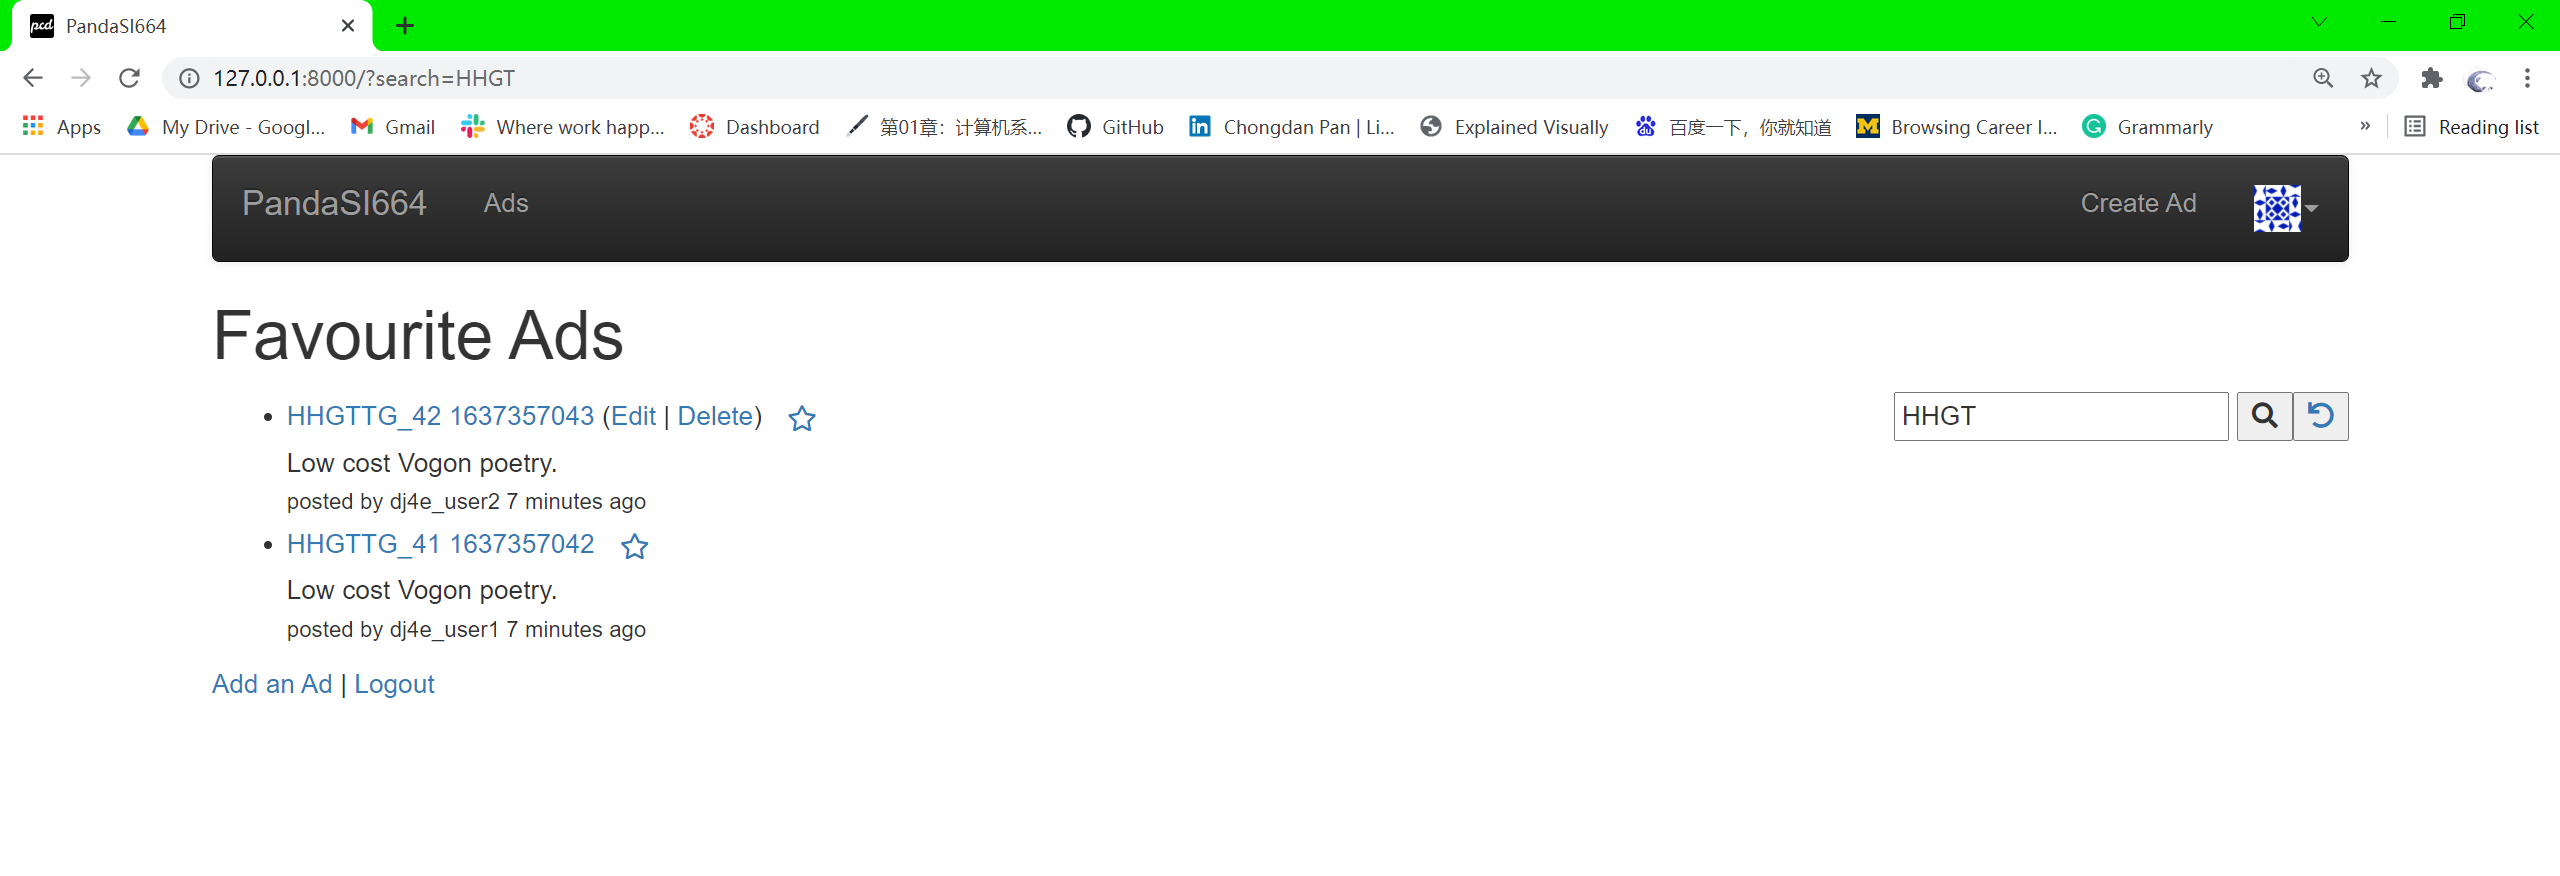 pcd PandaSI664
127.0.0.1:8000/?search=HHGT
Apps My Drive - Googl... Gmail Where work happ... Dashboard 第01章：计算机系... GitHub Chongdan Pan | Li... Explained Visually 百度一下，你就知道 Browsing Career I... Grammarly » Reading list
PandaSI664 Ads Create Ad
Favourite Ads
HHGTTG_42 1637357043 (Edit | Delete) HHGT
Low cost Vogon poetry.
posted by dj4e_user2 7 minutes ago
HHGTTG_41 1637357042
Low cost Vogon poetry.
posted by dj4e_user1 7 minutes ago
Add an Ad | Logout